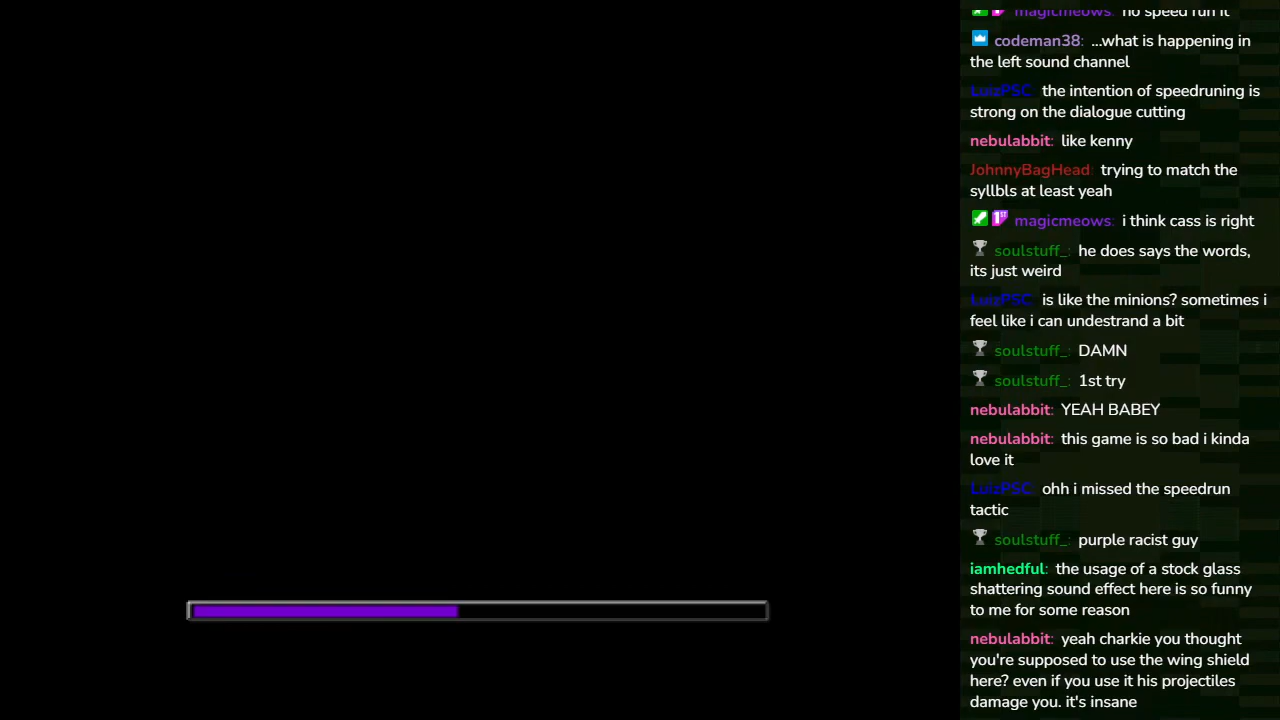 magicmeows: no speed run it
codeman38: ...what is happening in
the left sound channel
LuizPSC: the intention of speedruning is
strong on the dialogue cutting
nebulabbit: like kenny
JohnnyBagHead: trying to match the
syllbls at least yeah
1ST magicmeows: i think cass is right
soulstuff_: he does says the words,
its just weird
LuizPSC: is like the minions? sometimes i
feel like i can undestrand a bit
soulstuff_: DAMN
soulstuff_: 1st try
nebulabbit: YEAH BABEY
nebulabbit: this game is so bad i kinda
love it
LuizPSC: ohh i missed the speedrun
tactic
soulstuff_: purple racist guy
iamhedful: the usage of a stock glass
shattering sound effect here is so funny
to me for some reason
nebulabbit: yeah charkie you thought
you're supposed to use the wing shield
here? even if you use it his projectiles
damage you. it's insane